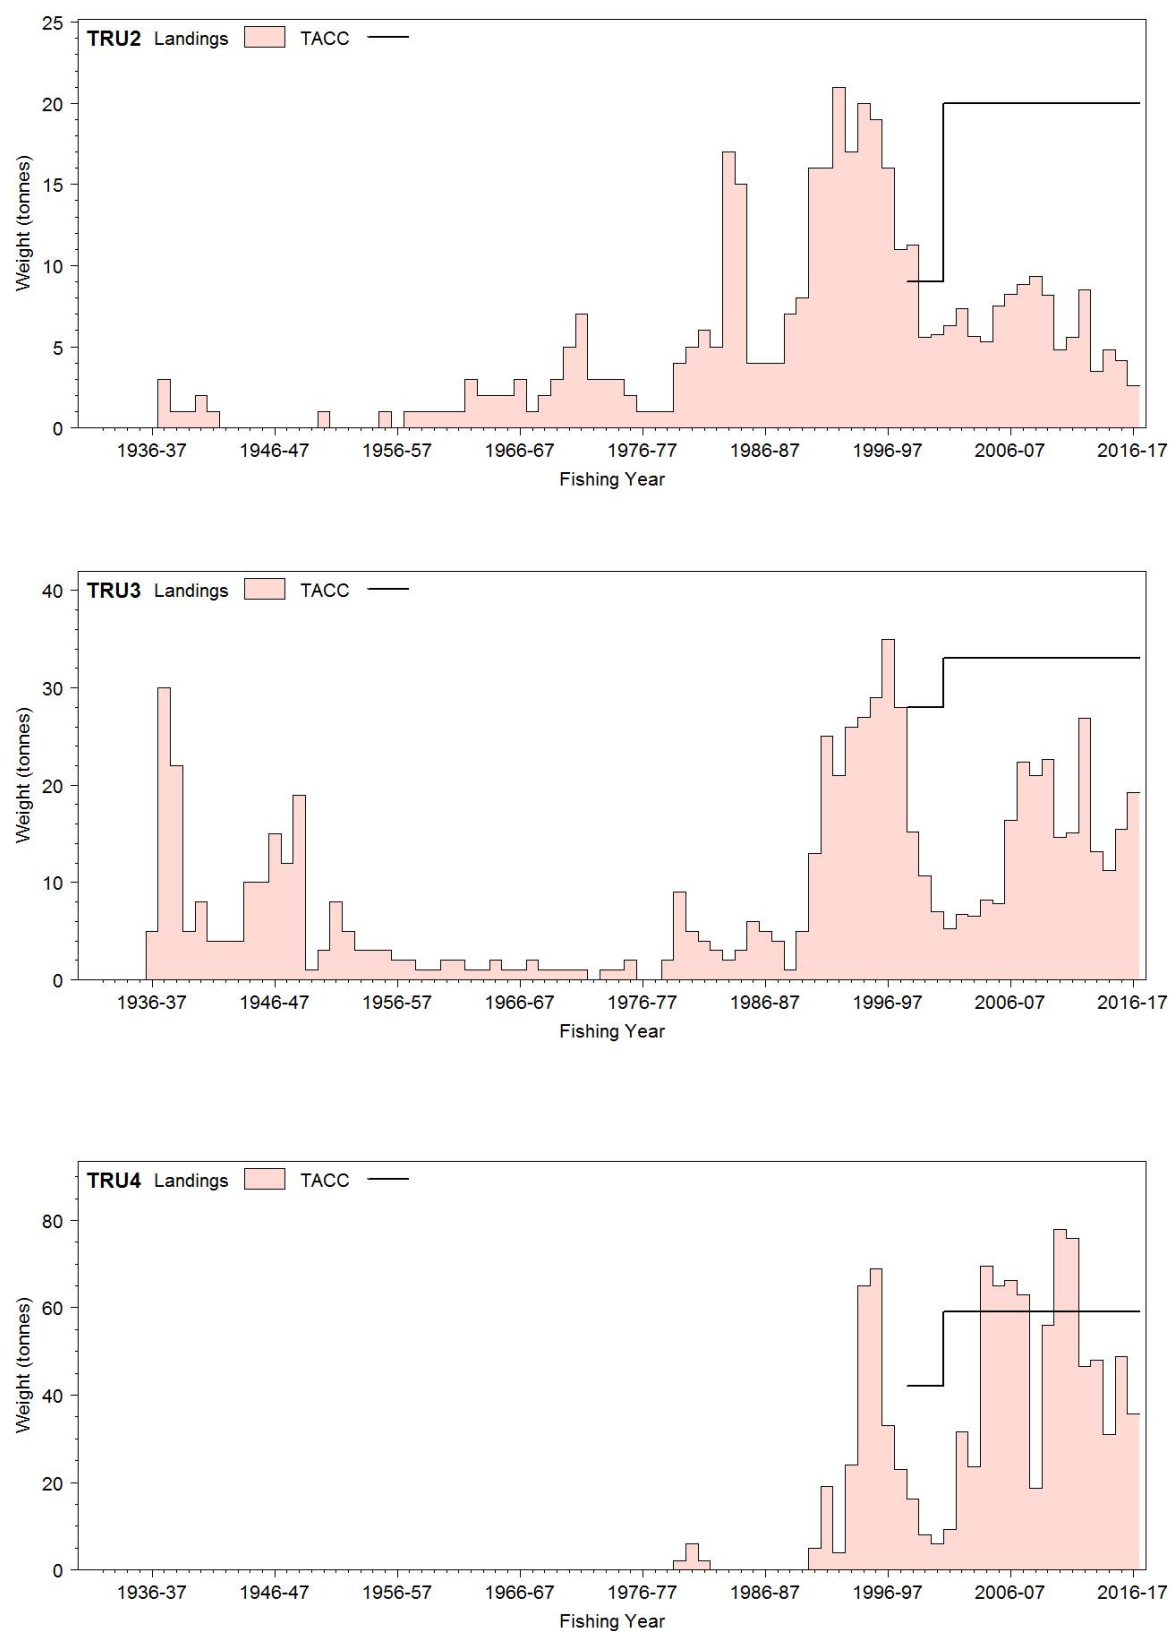 TRU2 Landings TACC
25
20
15
10
5
0
Weight (tonnes)
1936-37 1946-47 1956-57 1966-67 1976-77 1986-87 1996-97 2006-07 2016-17
Fishing Year
TRU3 Landings TACC
40
30
20
10
0
Weight (tonnes)
1936-37 1946-47 1956-57 1966-67 1976-77 1986-87 1996-97 2006-07 2016-17
Fishing Year
TRU4 Landings TACC
80
60
40
20
0
Weight (tonnes)
1936-37 1946-47 1956-57 1966-67 1976-77 1986-87 1996-97 2006-07 2016-17
Fishing Year